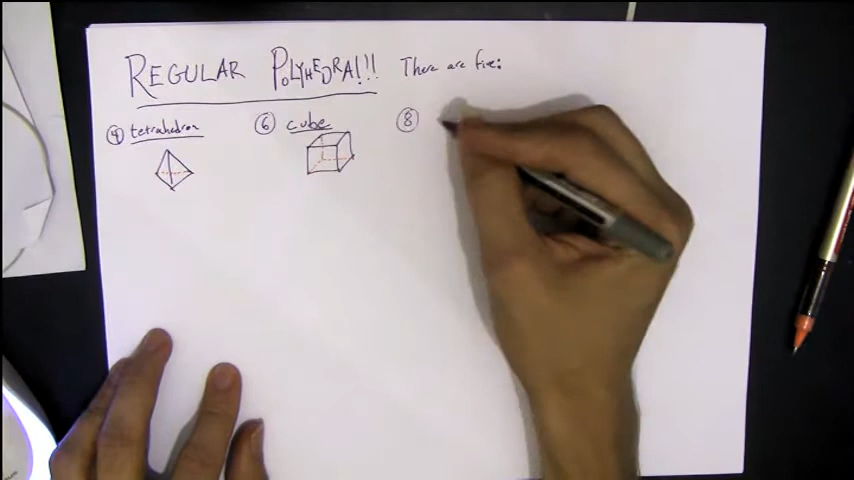 REGULAR POLYHEDRA!!! There are five:
④ tetrahedron ⑥ cube ⑧